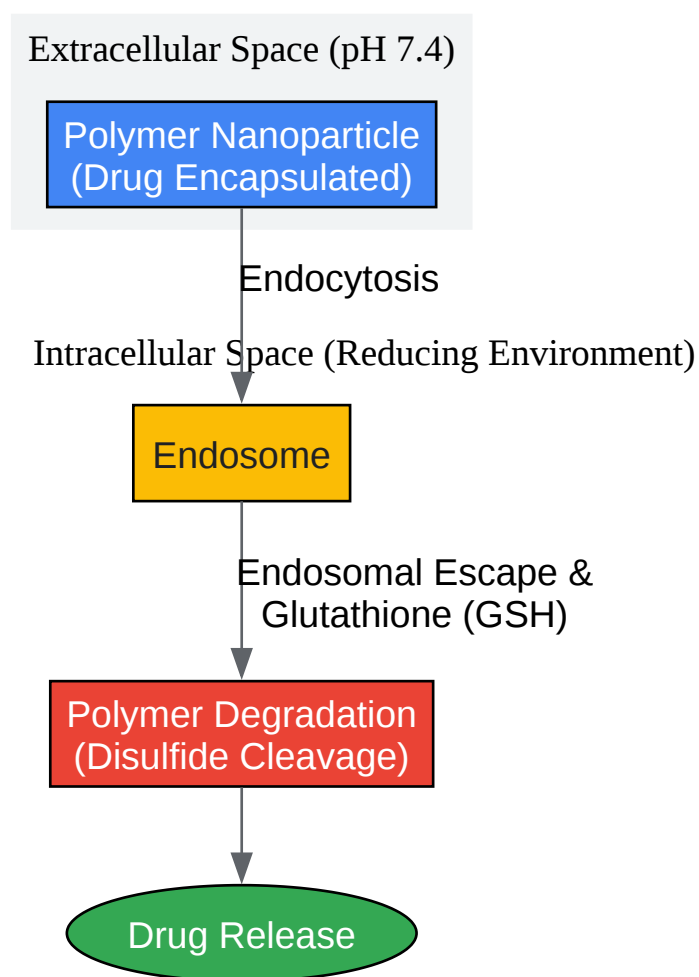 Extracellular Space (pH 7.4)
Polymer Nanoparticle
(Drug Encapsulated)
Endocytosis
Intracellular Space (Reducing Environment)
Endosome
Endosomal Escape &
Glutathione (GSH)
Polymer Degradation
(Disulfide Cleavage)
Drug Release